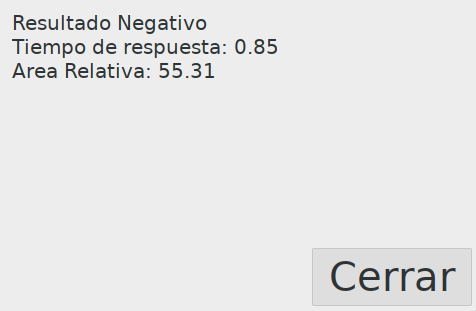 Resultado Negativo
Tiempo de respuesta: 0.85
Area Relativa: 55.31
Cerrar